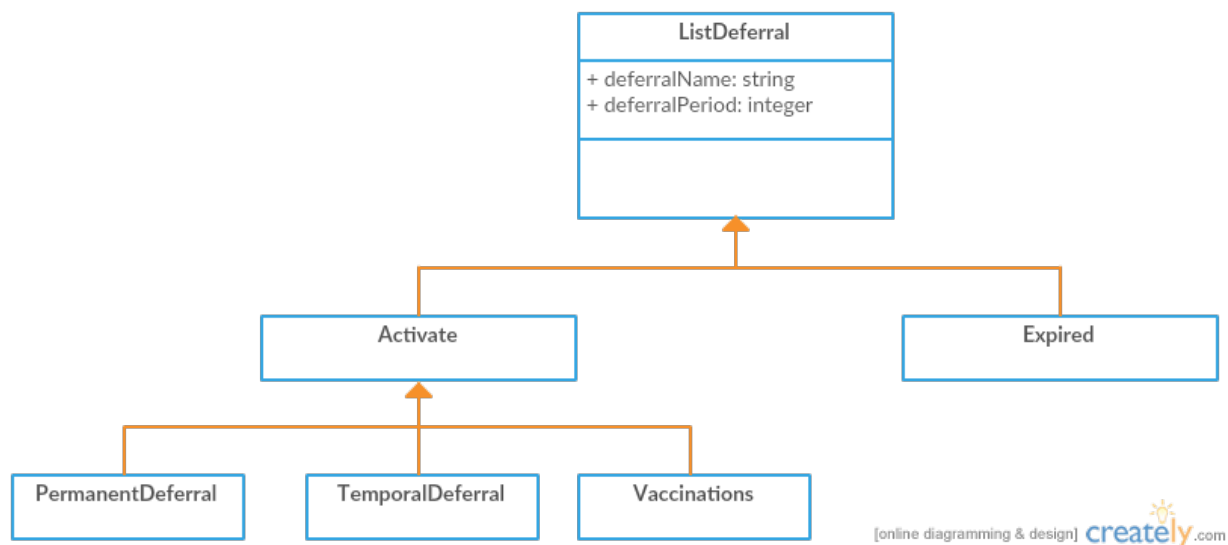 ListDeferral
+ deferralName: string
+ deferralPeriod: integer
Activate
Expired
PermanentDeferral
TemporalDeferral
Vaccinations
[online diagramming & design] creately.com